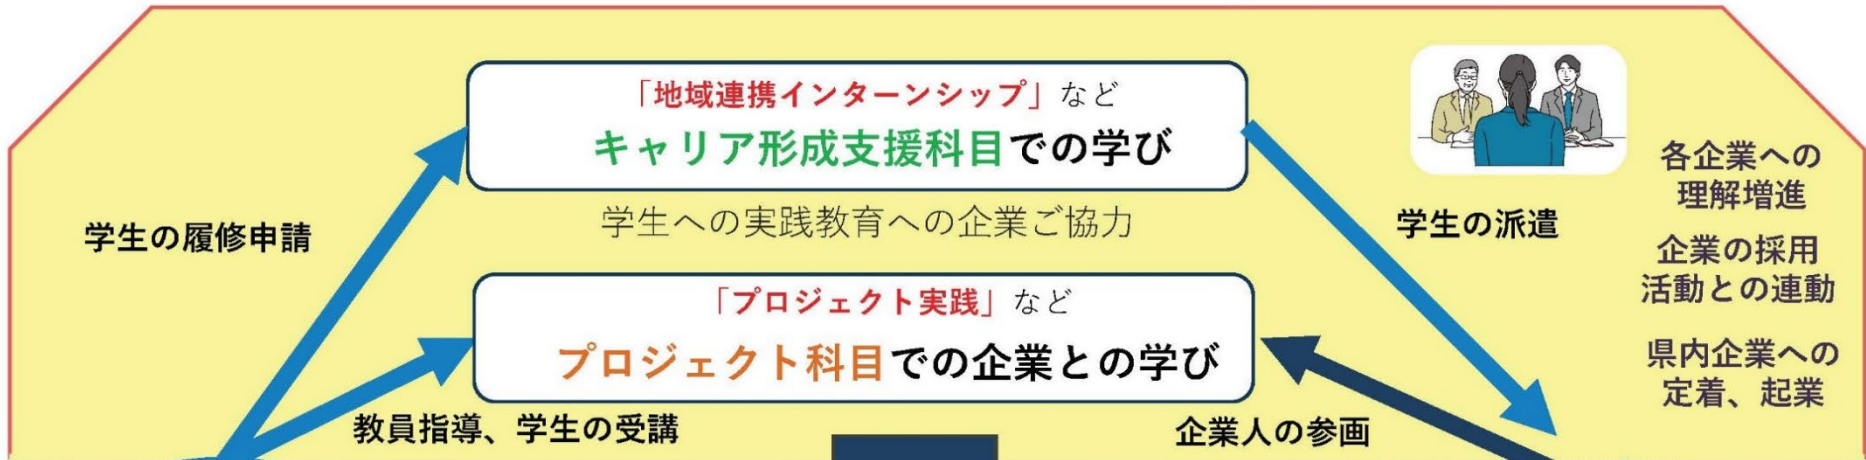 「地域連携インターンシップ」など
キャリア形成支援科目での学び
学生への実践教育への企業ご協力
学生の履修申請
学生の派遣
各企業への
理解増進
企業の採用
活動との連動
県内企業への
定着、起業
「プロジェクト実践」など
プロジェクト科目での企業との学び
教員指導、学生の受講
企業人の参画